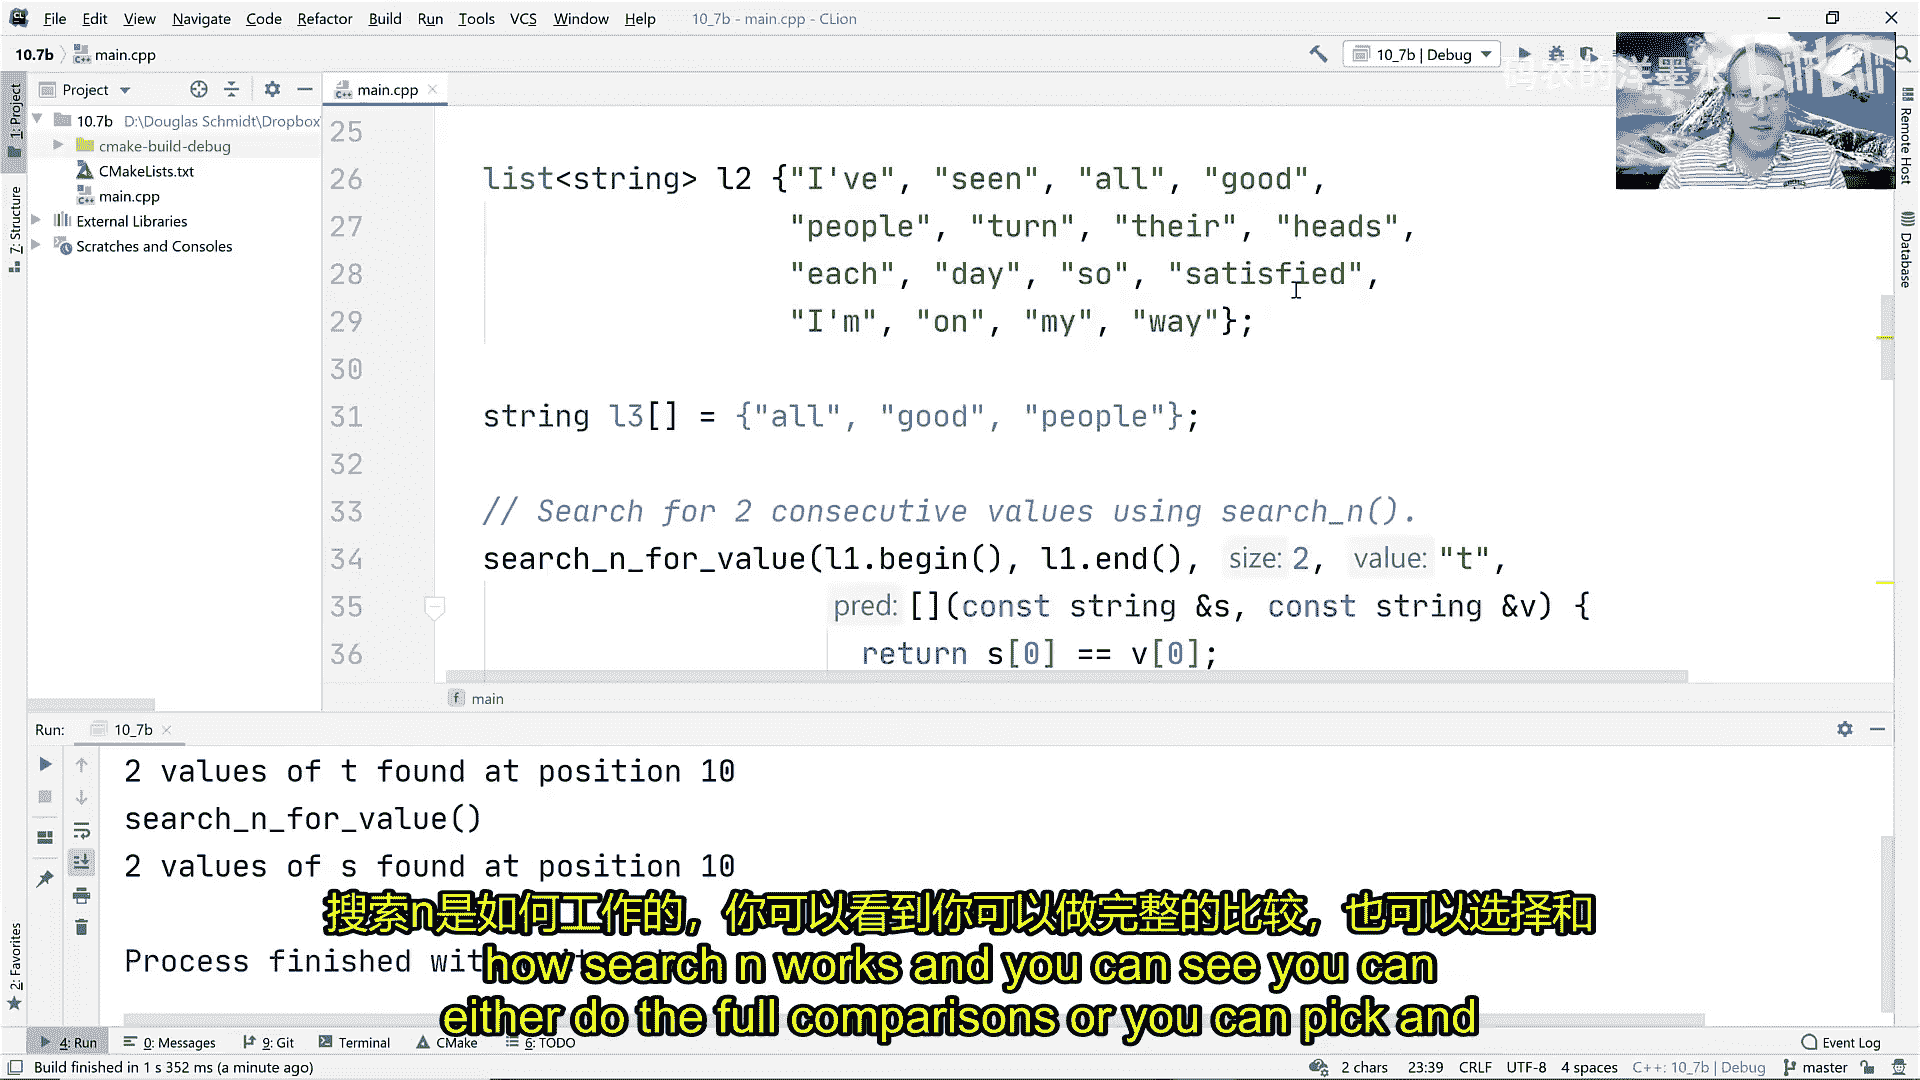 File Edit View Navigate Code Refactor Build Run Tools VCS Window Help 10_7b - main.cpp - CLion
10.7b main.cpp 10_7b | Debug
码农的洋墨水 bilibili
Project main.cpp
1: Project
7: Structure
2: Favorites
Remote Host
Database
10.7b D:\Douglas Schmidt\Dropbox
cmake-build-debug
CMakeLists.txt
main.cpp
External Libraries
Scratches and Consoles
25
26 list<string> l2 {"I've", "seen", "all", "good",
27 "people", "turn", "their", "heads",
28 "each", "day", "so", "satisfied",
29 "I'm", "on", "my", "way"};
30
31 string l3[] = {"all", "good", "people"};
32
33 // Search for 2 consecutive values using search_n().
34 search_n_for_value(l1.begin(), l1.end(), size: 2, value: "t",
35 pred: [](const string &s, const string &v) {
36 return s[0] == v[0];
main
Run: 10_7b
2 values of t found at position 10
search_n_for_value()
2 values of s found at position 10
Process finished
搜索n是如何工作的，你可以看到你可以做完整的比较，也可以选择和
how search n works and you can see you can
either do the full comparisons or you can pick and
4: Run 0: Messages 9: Git Terminal CMake 6: TODO Event Log
Build finished in 1 s 352 ms (a minute ago) 2 chars 23:39 CRLF UTF-8 4 spaces C++: 10_7b | Debug master